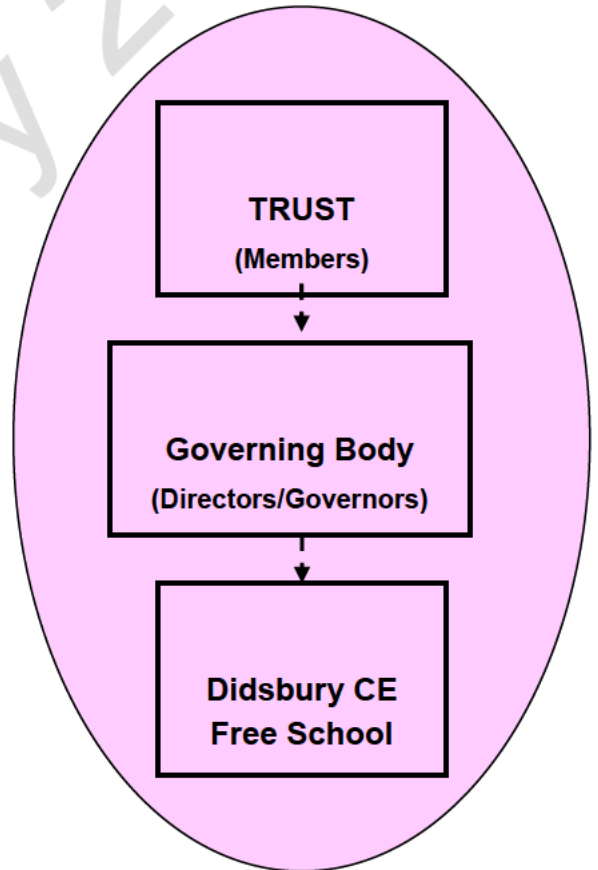 TRUST
(Members)
Governing Body
(Directors/Governors)
Didsbury CE
Free School